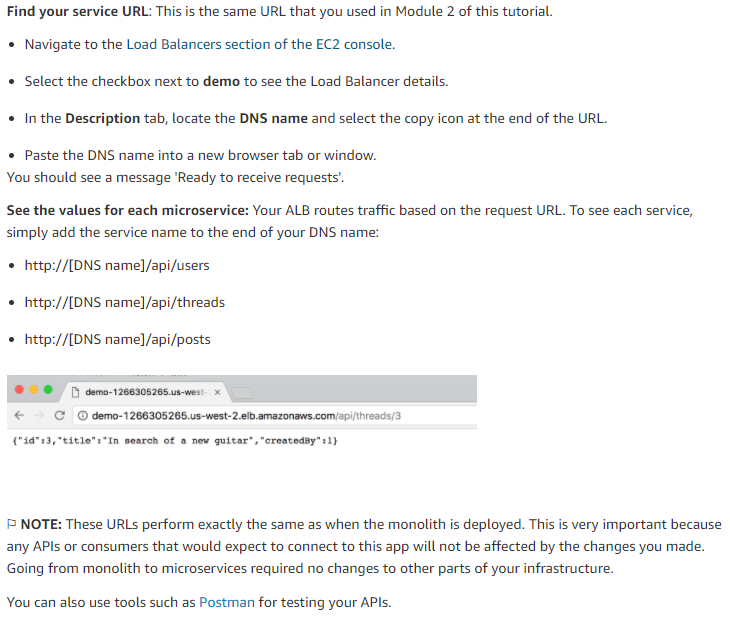 Find your service URL: This is the same URL that you used in Module 2 of this tutorial.
• Navigate to the Load Balancers section of the EC2 console.
• Select the checkbox next to demo to see the Load Balancer details.
• In the Description tab, locate the DNS name and select the copy icon at the end of the URL.
• Paste the DNS name into a new browser tab or window.
You should see a message 'Ready to receive requests'.
See the values for each microservice: Your ALB routes traffic based on the request URL. To see each service,
simply add the service name to the end of your DNS name:
• http://[DNS name]/api/users
• http://[DNS name]/api/threads
• http://[DNS name]/api/posts
demo-1266305265.us-west-
demo-1266305265.us-west-2.elb.amazonaws.com/api/threads/3
{"id":3,"title":"In search of a new guitar","createdBy":1}
NOTE: These URLs perform exactly the same as when the monolith is deployed. This is very important because
any APIs or consumers that would expect to connect to this app will not be affected by the changes you made.
Going from monolith to microservices required no changes to other parts of your infrastructure.
You can also use tools such as Postman for testing your APIs.